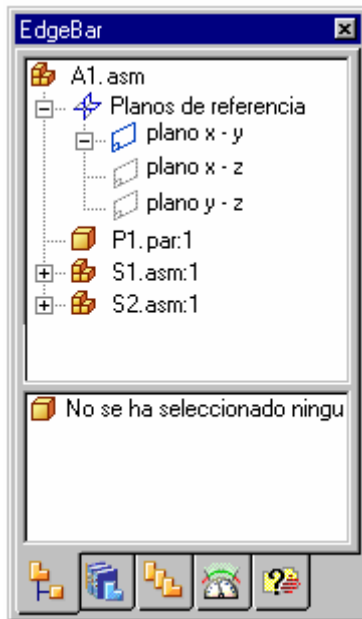 EdgeBar
A1.asm
Planos de referencia
plano x - y
plano x - z
plano y - z
P1.par:1
S1.asm:1
S2.asm:1
No se ha seleccionado ningu